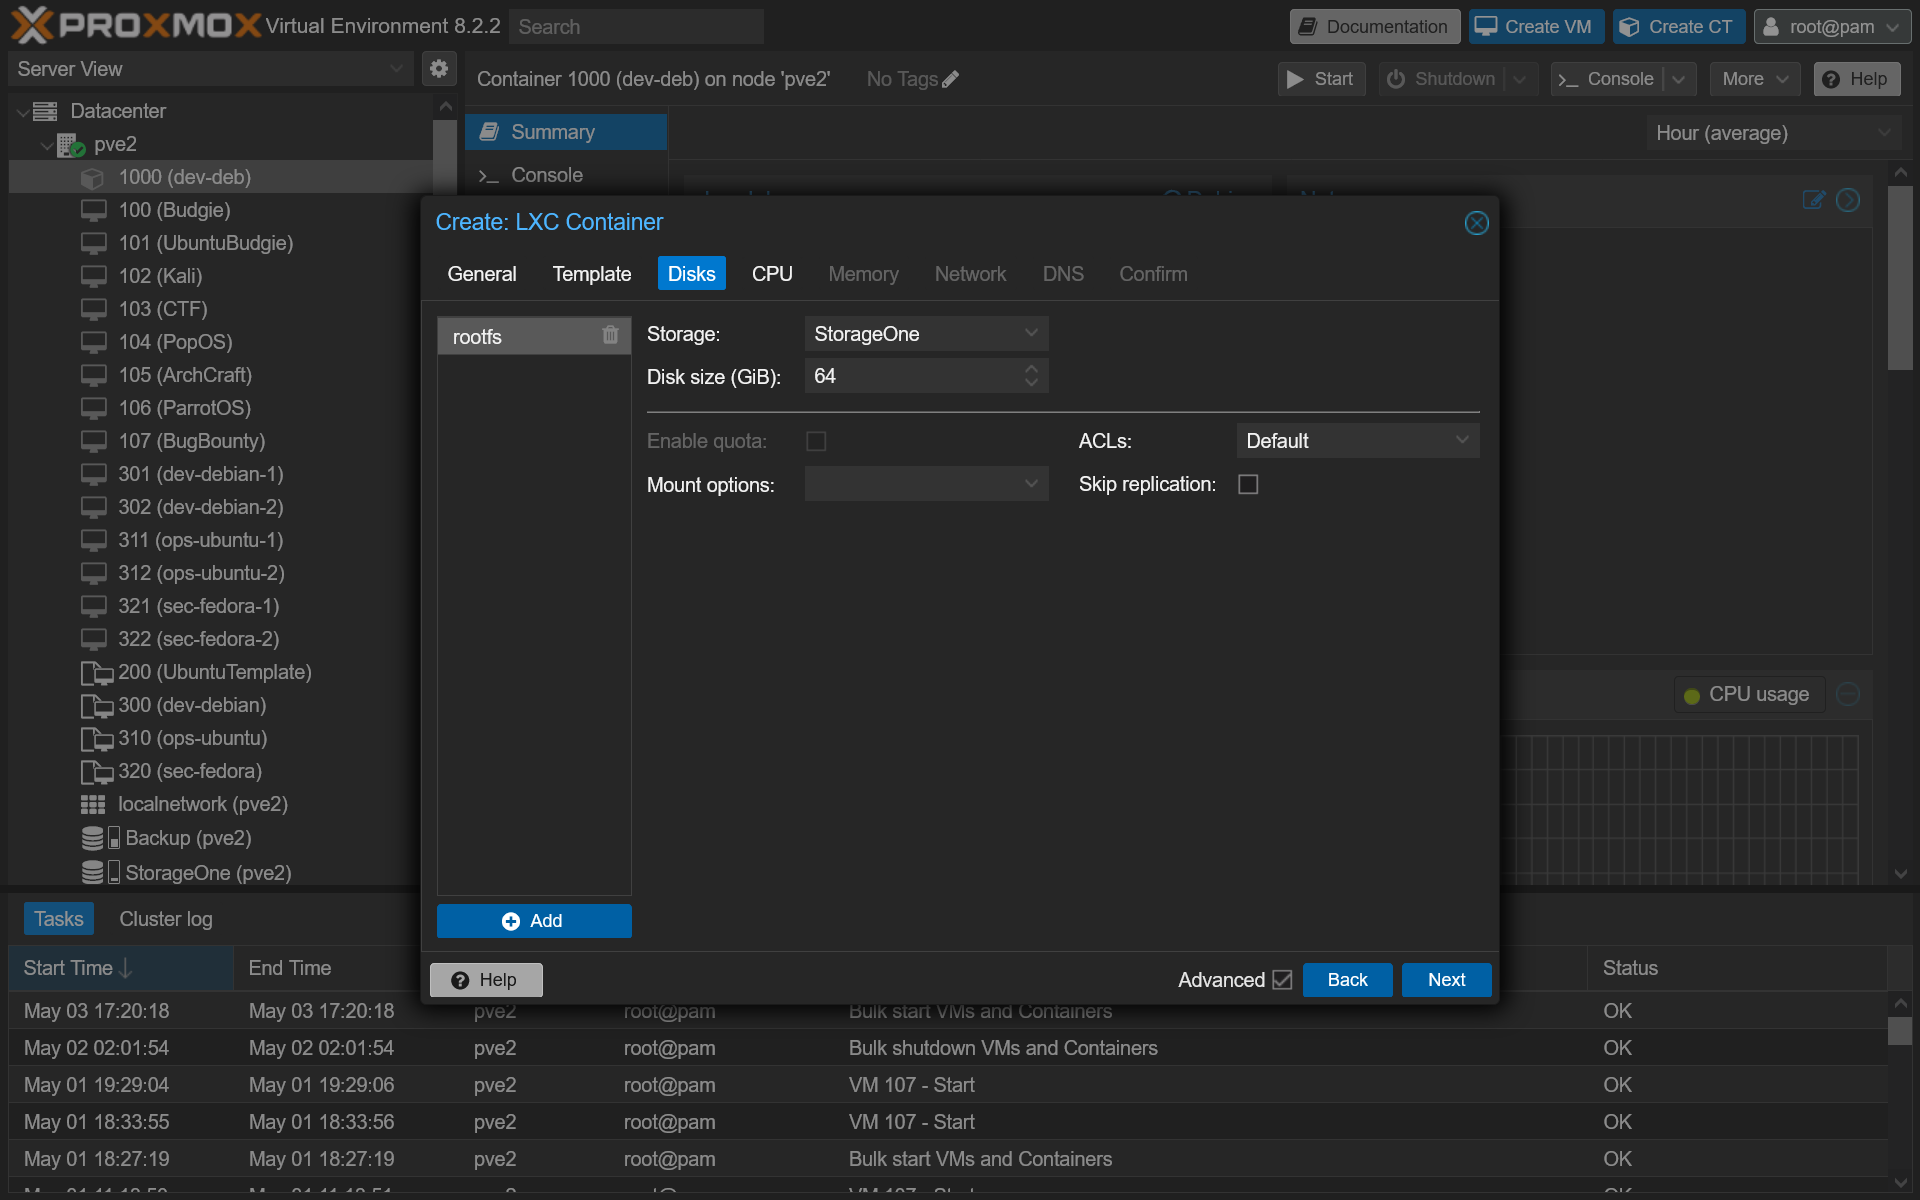 PROXMOX Virtual Environment 8.2.2
Search
Documentation
Create VM
Create CT
root@pam
Server View
Container 1000 (dev-deb) on node 'pve2'
No Tags
Start
Shutdown
Console
More
Help
Datacenter
pve2
1000 (dev-deb)
100 (Budgie)
101 (UbuntuBudgie)
102 (Kali)
103 (CTF)
104 (PopOS)
105 (ArchCraft)
106 (ParrotOS)
107 (BugBounty)
301 (dev-debian-1)
302 (dev-debian-2)
311 (ops-ubuntu-1)
312 (ops-ubuntu-2)
321 (sec-fedora-1)
322 (sec-fedora-2)
200 (UbuntuTemplate)
300 (dev-debian)
310 (ops-ubuntu)
320 (sec-fedora)
localnetwork (pve2)
Backup (pve2)
StorageOne (pve2)
Summary
Console
Hour (average)
CPU usage
Create: LXC Container
General
Template
Disks
CPU
Memory
Network
DNS
Confirm
rootfs
Storage:
StorageOne
Disk size (GiB):
64
Enable quota:
ACLs:
Default
Mount options:
Skip replication:
Add
Help
Advanced
Back
Next
Tasks
Cluster log
Start Time
End Time
Status
May 03 17:20:18 May 03 17:20:18 pve2 root@pam Bulk start VMs and Containers OK
May 02 02:01:54 May 02 02:01:54 pve2 root@pam Bulk shutdown VMs and Containers OK
May 01 19:29:04 May 01 19:29:06 pve2 root@pam VM 107 - Start OK
May 01 18:33:55 May 01 18:33:56 pve2 root@pam VM 107 - Start OK
May 01 18:27:19 May 01 18:27:19 pve2 root@pam Bulk start VMs and Containers OK